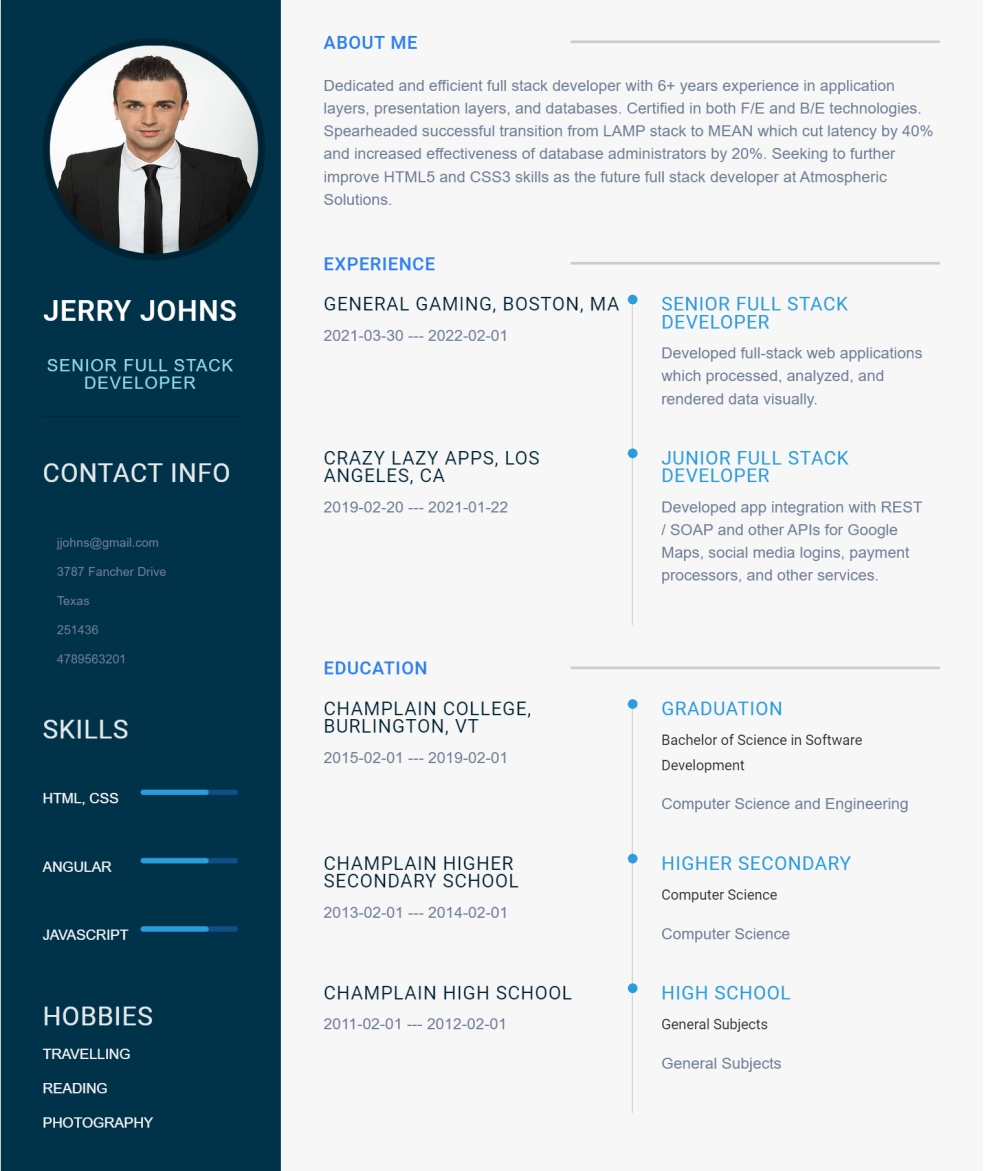 JERRY JOHNS
SENIOR FULL STACK
DEVELOPER
CONTACT INFO
jjohns@gmail.com
3787 Fancher Drive
Texas
251436
4789563201
SKILLS
HTML, CSS
ANGULAR
JAVASCRIPT
HOBBIES
TRAVELLING
READING
PHOTOGRAPHY
ABOUT ME
Dedicated and efficient full stack developer with 6+ years experience in application
layers, presentation layers, and databases. Certified in both F/E and B/E technologies.
Spearheaded successful transition from LAMP stack to MEAN which cut latency by 40%
and increased effectiveness of database administrators by 20%. Seeking to further
improve HTML5 and CSS3 skills as the future full stack developer at Atmospheric
Solutions.
EXPERIENCE
GENERAL GAMING, BOSTON, MA
2021-03-30 --- 2022-02-01
SENIOR FULL STACK
DEVELOPER
Developed full-stack web applications
which processed, analyzed, and
rendered data visually.
CRAZY LAZY APPS, LOS
ANGELES, CA
2019-02-20 --- 2021-01-22
JUNIOR FULL STACK
DEVELOPER
Developed app integration with REST
/ SOAP and other APIs for Google
Maps, social media logins, payment
processors, and other services.
EDUCATION
CHAMPLAIN COLLEGE,
BURLINGTON, VT
2015-02-01 --- 2019-02-01
GRADUATION
Bachelor of Science in Software
Development
Computer Science and Engineering
CHAMPLAIN HIGHER
SECONDARY SCHOOL
2013-02-01 --- 2014-02-01
HIGHER SECONDARY
Computer Science
Computer Science
CHAMPLAIN HIGH SCHOOL
2011-02-01 --- 2012-02-01
HIGH SCHOOL
General Subjects
General Subjects